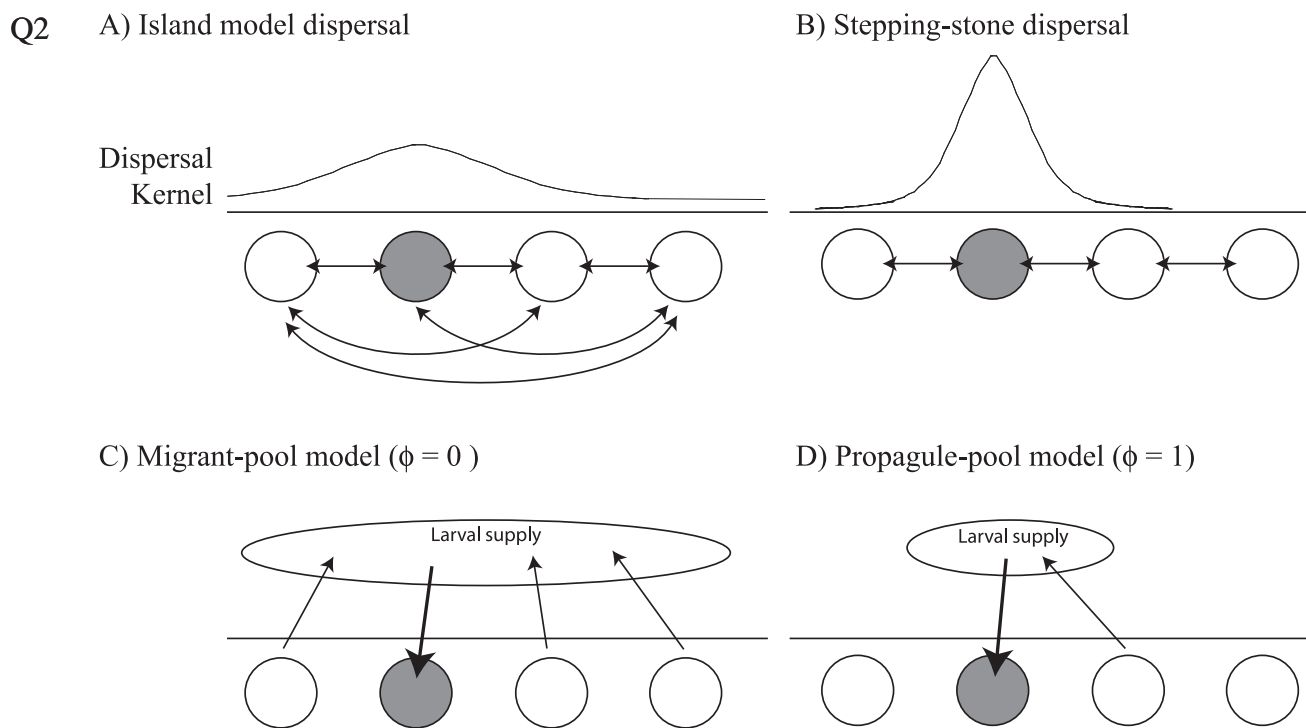 Q2
A) Island model dispersal
B) Stepping-stone dispersal
Dispersal
Kernel
C) Migrant-pool model (ϕ = 0 )
D) Propagule-pool model (ϕ = 1)
Larval supply
Larval supply